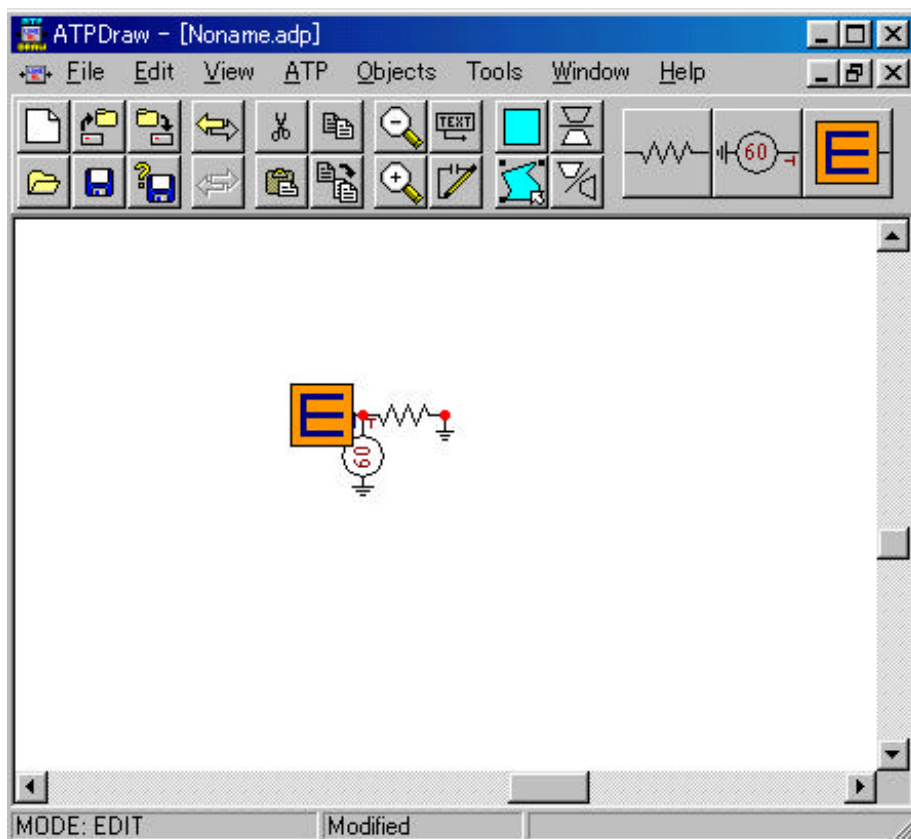 ATPDraw - [Noname.adp]
File Edit View ATP Objects Tools Window Help
TEXT
60 T E
E T
60
MODE: EDIT Modified